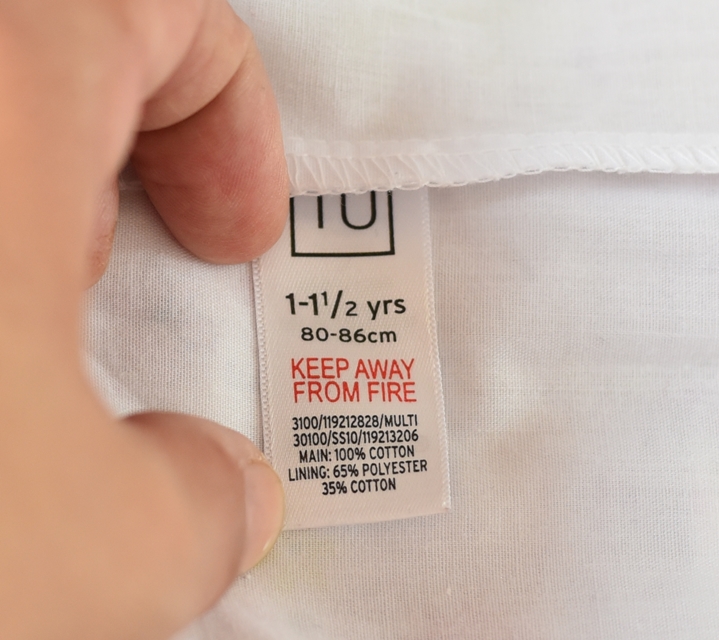 TU
1-1½ yrs
80-86cm
KEEP AWAY
FROM FIRE
3100/119212828/MULTI
30100/SS10/119213206
MAIN: 100% COTTON
LINING: 65% POLYESTER
35% COTTON